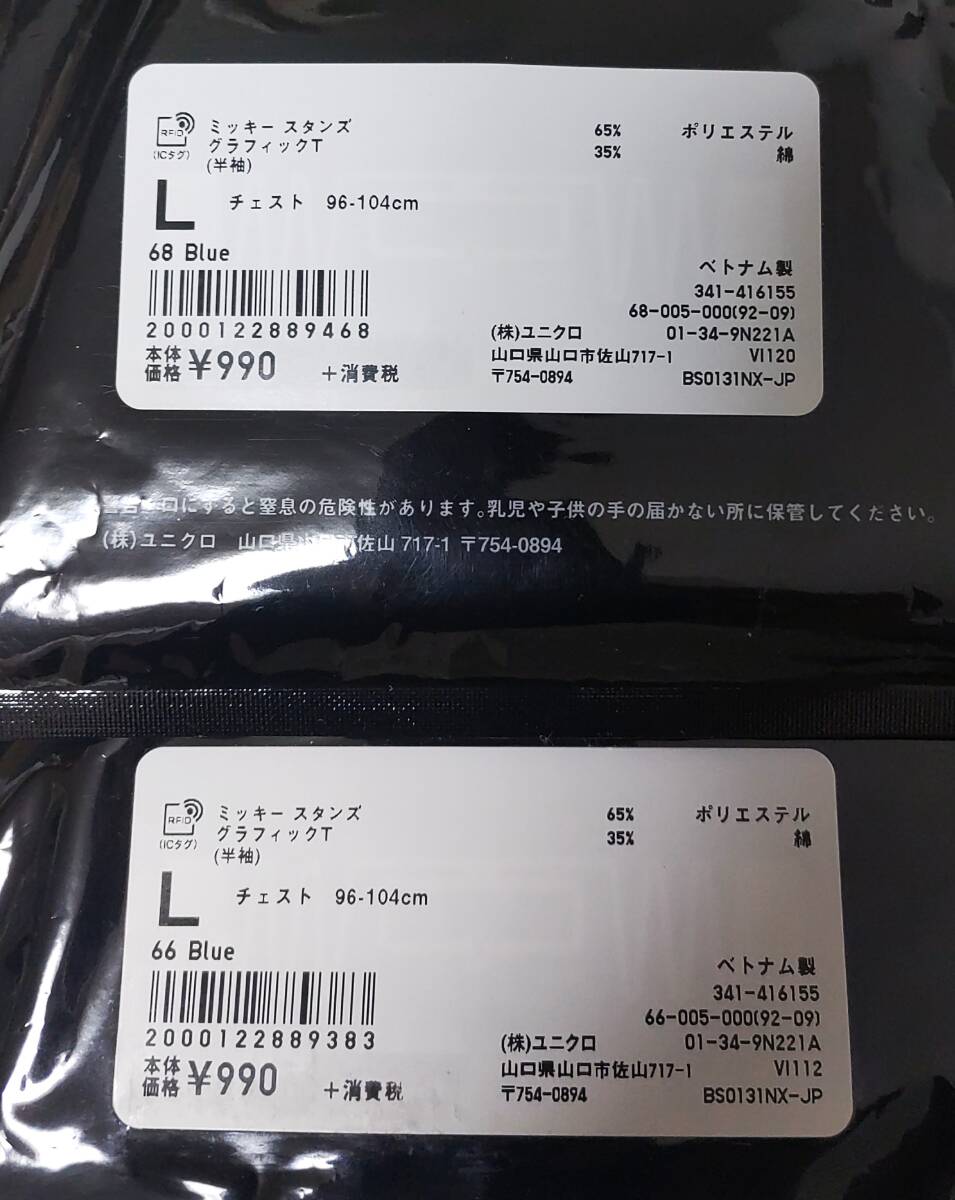 RFID
(ICタグ)
ミッキー スタンズ
グラフィックT
(半袖)
65% ポリエステル
35% 綿
L チェスト 96-104cm
68 Blue
2000122889468
本体
価格 ¥990 +消費税
ベトナム製
341-416155
68-005-000(92-09)
(株)ユニクロ 01-34-9N221A
山口県山口市佐山717-1 VI120
〒754-0894 BS0131NX-JP
口にすると窒息の危険性があります。乳児や子供の手の届かない所に保管してください。
(株)ユニクロ 山口県 佐山 717-1 〒754-0894
RFID
(ICタグ)
ミッキー スタンズ
グラフィックT
(半袖)
65% ポリエステル
35% 綿
L チェスト 96-104cm
66 Blue
2000122889383
本体
価格 ¥990 +消費税
ベトナム製
341-416155
66-005-000(92-09)
(株)ユニクロ 01-34-9N221A
山口県山口市佐山717-1 VI112
〒754-0894 BS0131NX-JP